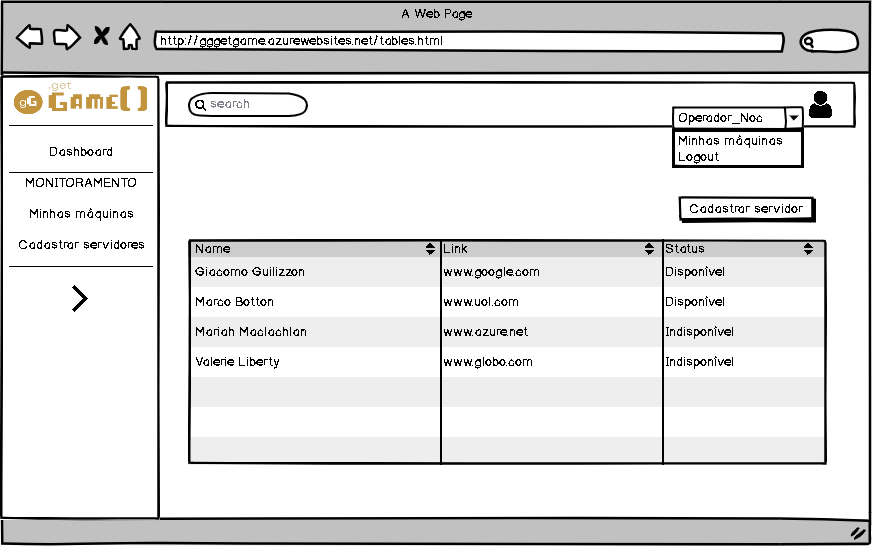 A Web Page
http://gggetgame.azurewebsites.net/tables.html
gG .get
GAME()
search
Operador_Noc
Minhas máquinas
Logout
Dashboard
MONITORAMENTO
Minhas máquinas
Cadastrar servidores
Cadastrar servidor
Name Link Status
Giacomo Guilizzon www.google.com Disponível
Marco Botton www.uol.com Disponível
Mariah Maclachlan www.azure.net Indisponível
Valerie Liberty www.globo.com Indisponível